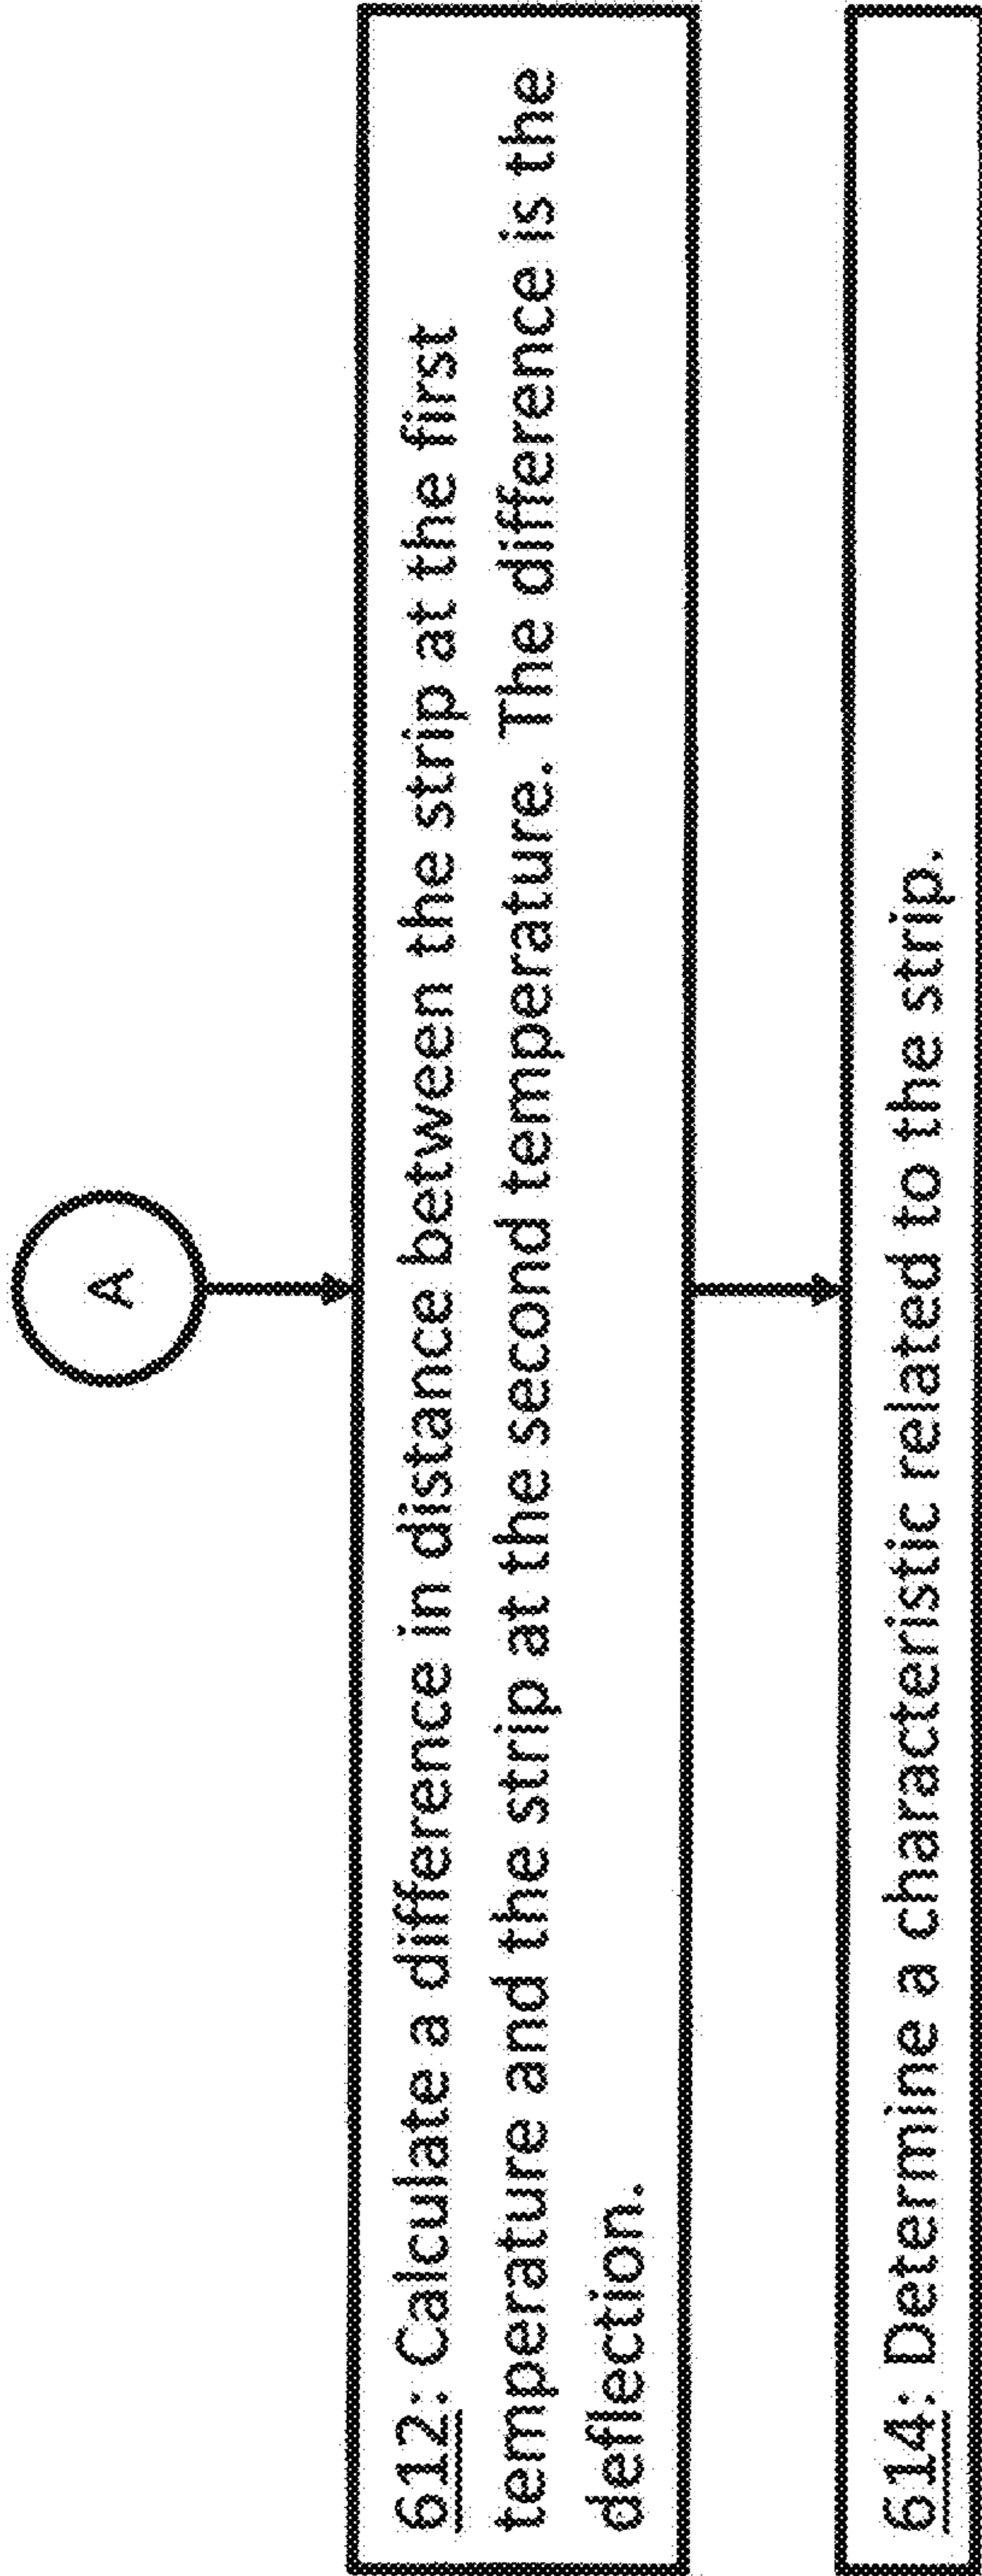 A
612: Calculate a difference in distance between the strip at the first
temperature and the strip at the second temperature. The difference is the
deflection.
614: Determine a characteristic related to the strip.